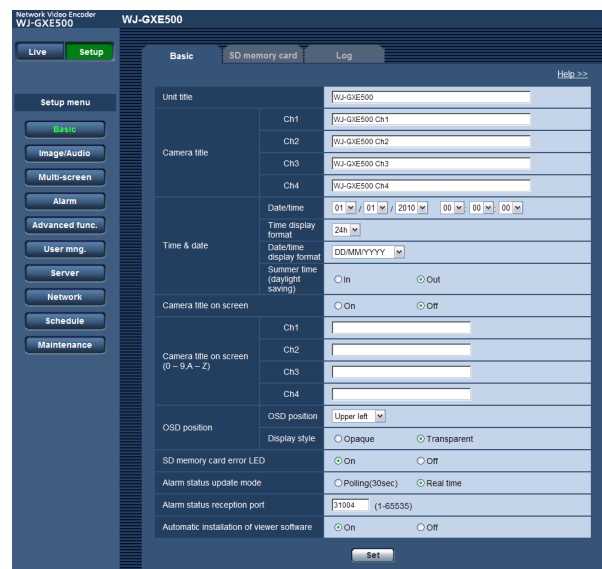 Network Video Encoder
WJ-GXE500
WJ-GXE500
Live Setup
Basic SD memory card Log
Help >>
Setup menu
Basic
Image/Audio
Multi-screen
Alarm
Advanced func.
User mng.
Server
Network
Schedule
Maintenance
Unit title WJ-GXE500
Camera title
Ch1 WJ-GXE500 Ch1
Ch2 WJ-GXE500 Ch2
Ch3 WJ-GXE500 Ch3
Ch4 WJ-GXE500 Ch4
Time & date
Date/time 01 / 01 / 2010 00 : 00 : 00
Time display
format 24h
Date/time
display format DD/MM/YYYY
Summer time
(daylight
saving) In Out
Camera title on screen On Off
Camera title on screen
(0 – 9,A – Z)
Ch1
Ch2
Ch3
Ch4
OSD position
OSD position Upper left
Display style Opaque Transparent
SD memory card error LED On Off
Alarm status update mode Polling(30sec) Real time
Alarm status reception port 31004 (1-65535)
Automatic installation of viewer software On Off
Set